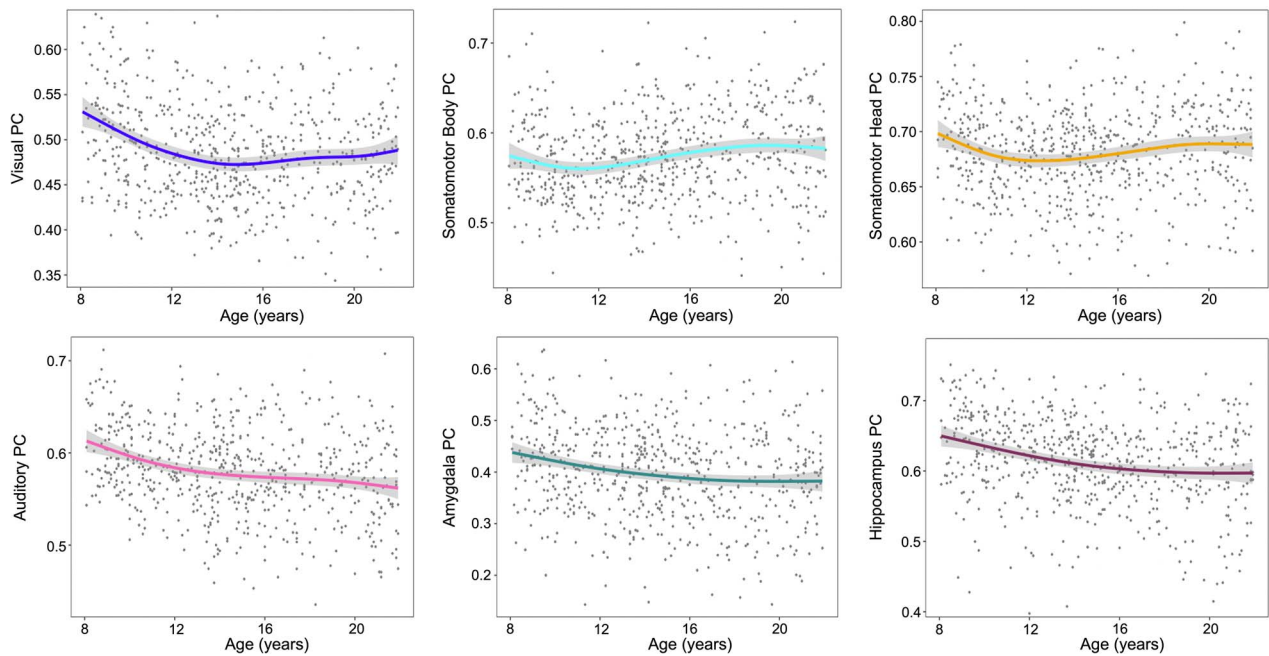 Visual PC
0.60
0.55
0.50
0.45
0.40
0.35
8 12 16 20
Age (years)
Somatomotor Body PC
0.7
0.6
0.5
8 12 16 20
Age (years)
Somatomotor Head PC
0.80
0.75
0.70
0.65
0.60
8 12 16 20
Age (years)
Auditory PC
0.7
0.6
0.5
8 12 16 20
Age (years)
Amygdala PC
0.6
0.5
0.4
0.3
0.2
8 12 16 20
Age (years)
Hippocampus PC
0.7
0.6
0.5
0.4
8 12 16 20
Age (years)